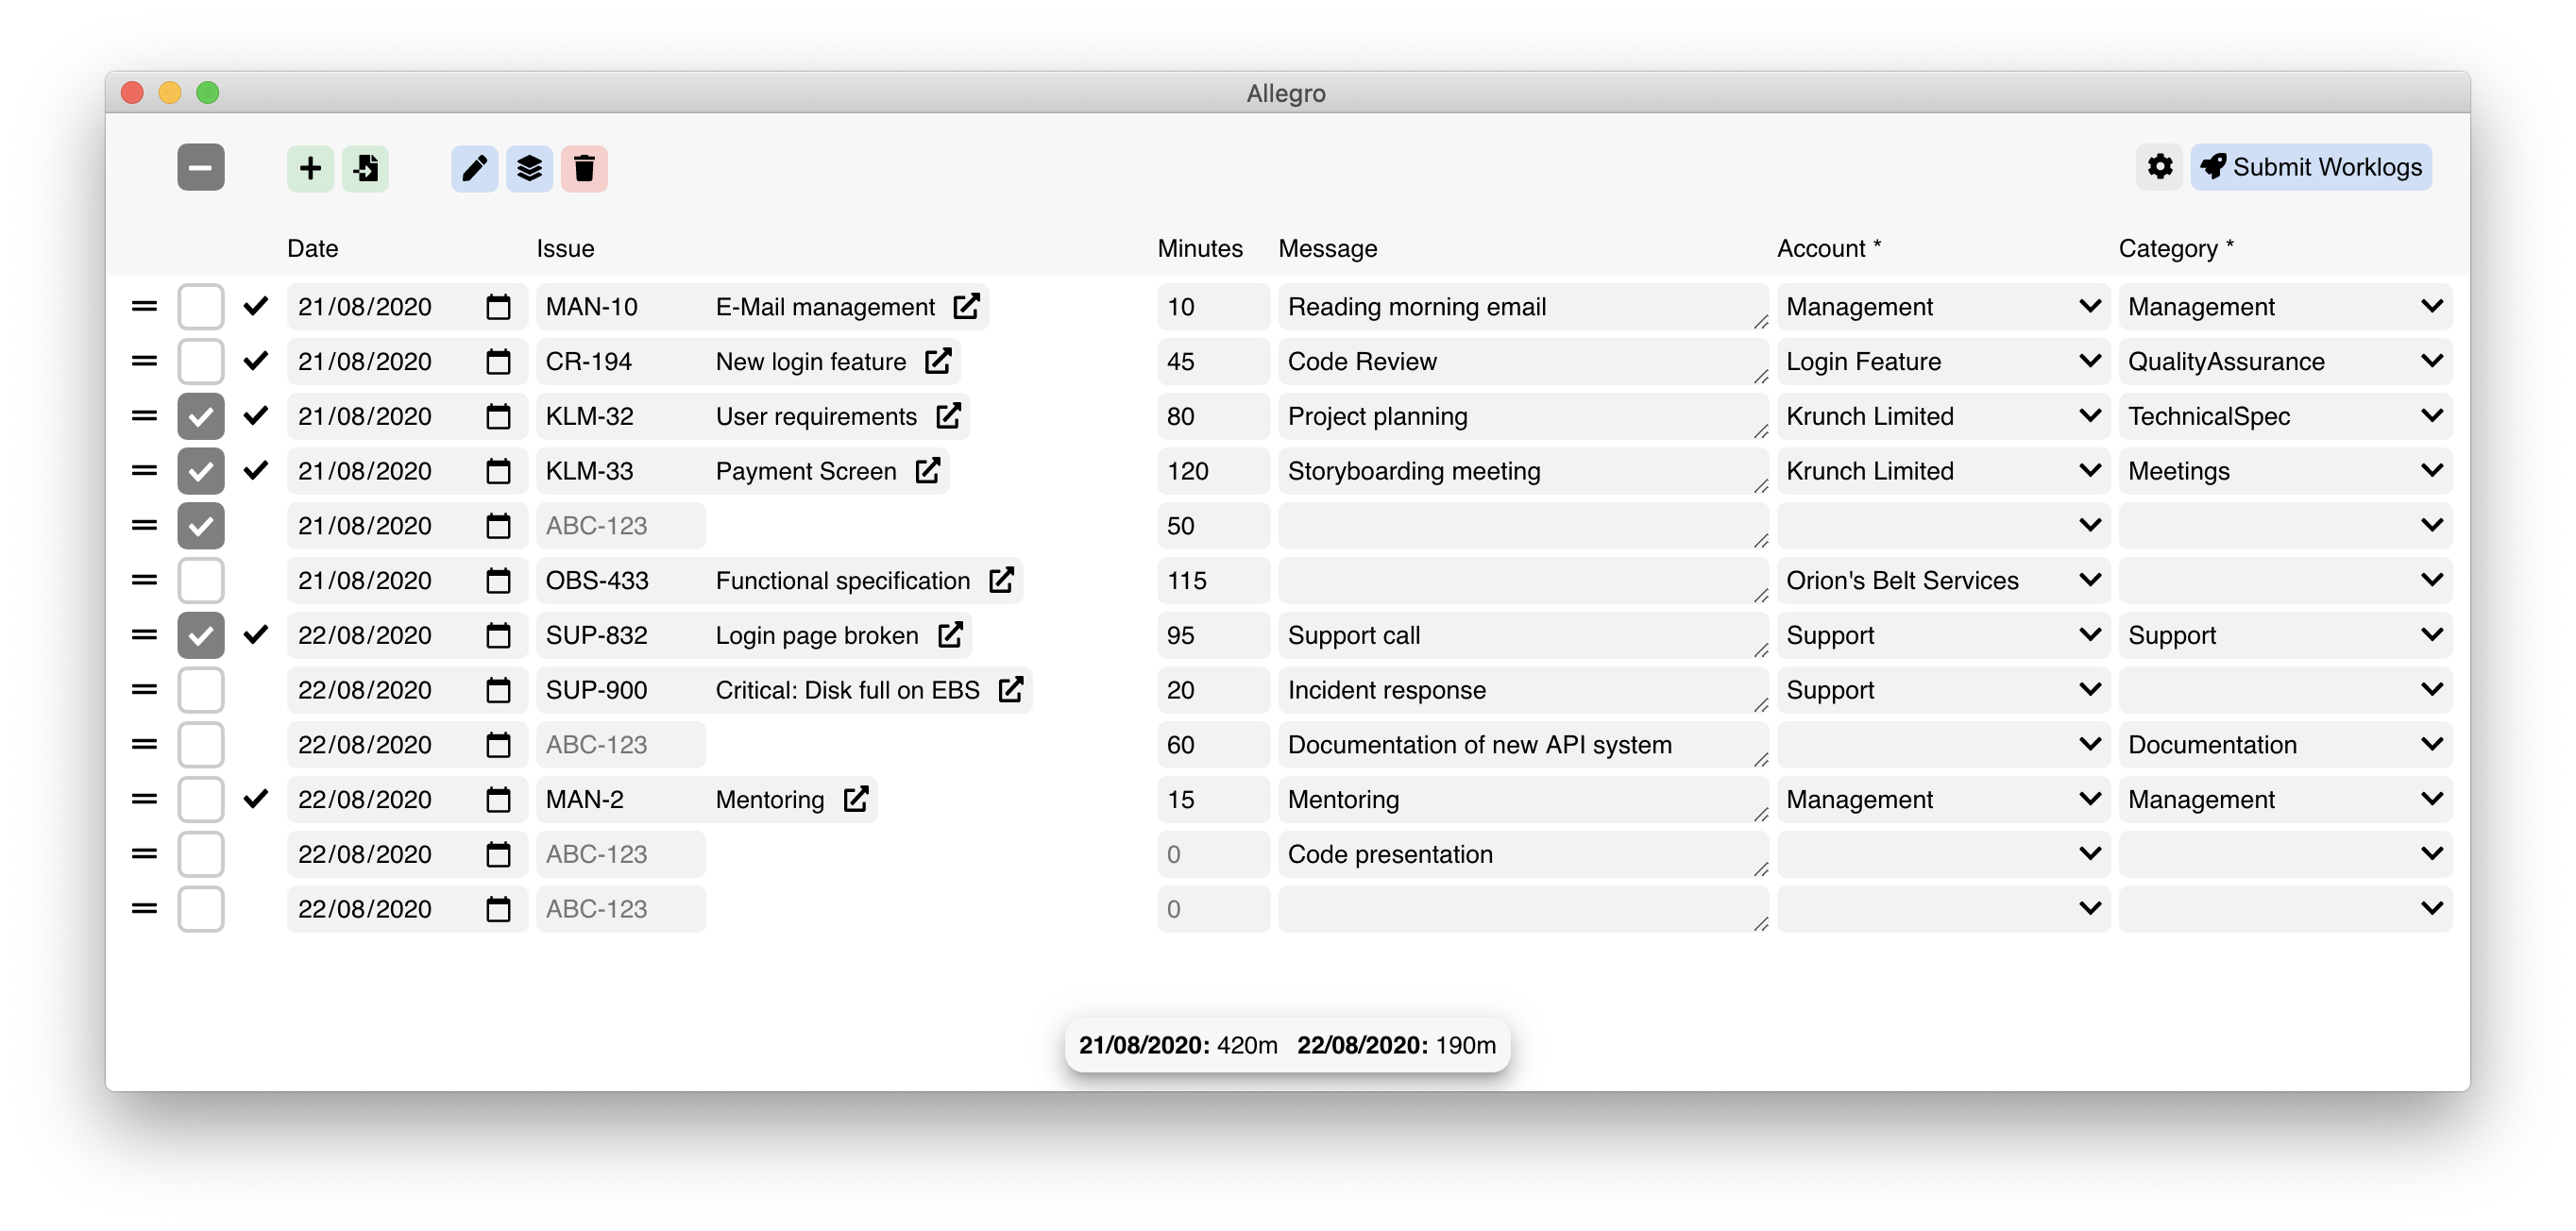 Allegro
Submit Worklogs
Date Issue Minutes Message Account * Category *
21/08/2020 MAN-10 E-Mail management 10 Reading morning email Management Management
21/08/2020 CR-194 New login feature 45 Code Review Login Feature QualityAssurance
21/08/2020 KLM-32 User requirements 80 Project planning Krunch Limited TechnicalSpec
21/08/2020 KLM-33 Payment Screen 120 Storyboarding meeting Krunch Limited Meetings
21/08/2020 ABC-123 50
21/08/2020 OBS-433 Functional specification 115 Orion's Belt Services
22/08/2020 SUP-832 Login page broken 95 Support call Support Support
22/08/2020 SUP-900 Critical: Disk full on EBS 20 Incident response Support
22/08/2020 ABC-123 60 Documentation of new API system Documentation
22/08/2020 MAN-2 Mentoring 15 Mentoring Management Management
22/08/2020 ABC-123 0 Code presentation
22/08/2020 ABC-123 0
21/08/2020: 420m 22/08/2020: 190m